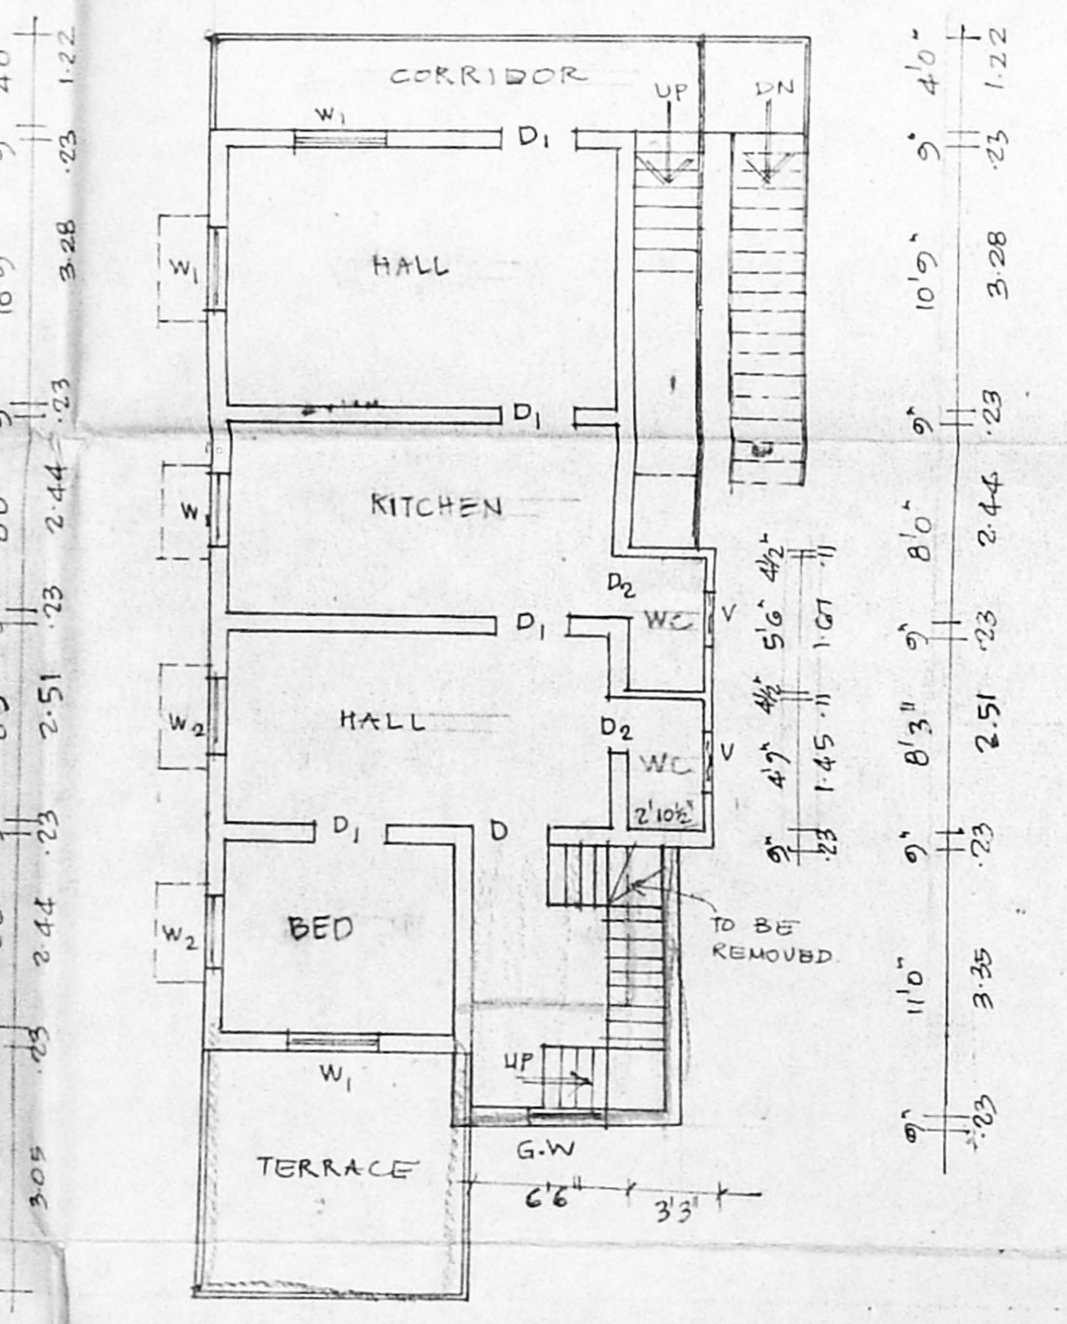 CORRIDOR
UP
DN
W1
D1
HALL
W1
D1
KITCHEN
W
D2
WC
V
D1
HALL
W2
D2
WC
V
2'10½"
D1
D
BED
W2
TO BE
REMOVED
UP
W1
G.W
TERRACE
6'6"
3'3"
4½"
5'6"
4½"
4'9"
9"
.11
1.67
.11
1.45
.23
4'0"
9"
10'9"
9"
8'0"
9"
8'3"
9"
11'0"
9"
1.22
.23
3.28
.23
2.44
.23
2.51
.23
3.35
.23
1.22
.23
3.28
.23
2.44
.23
2.51
.23
2.44
.23
3.05